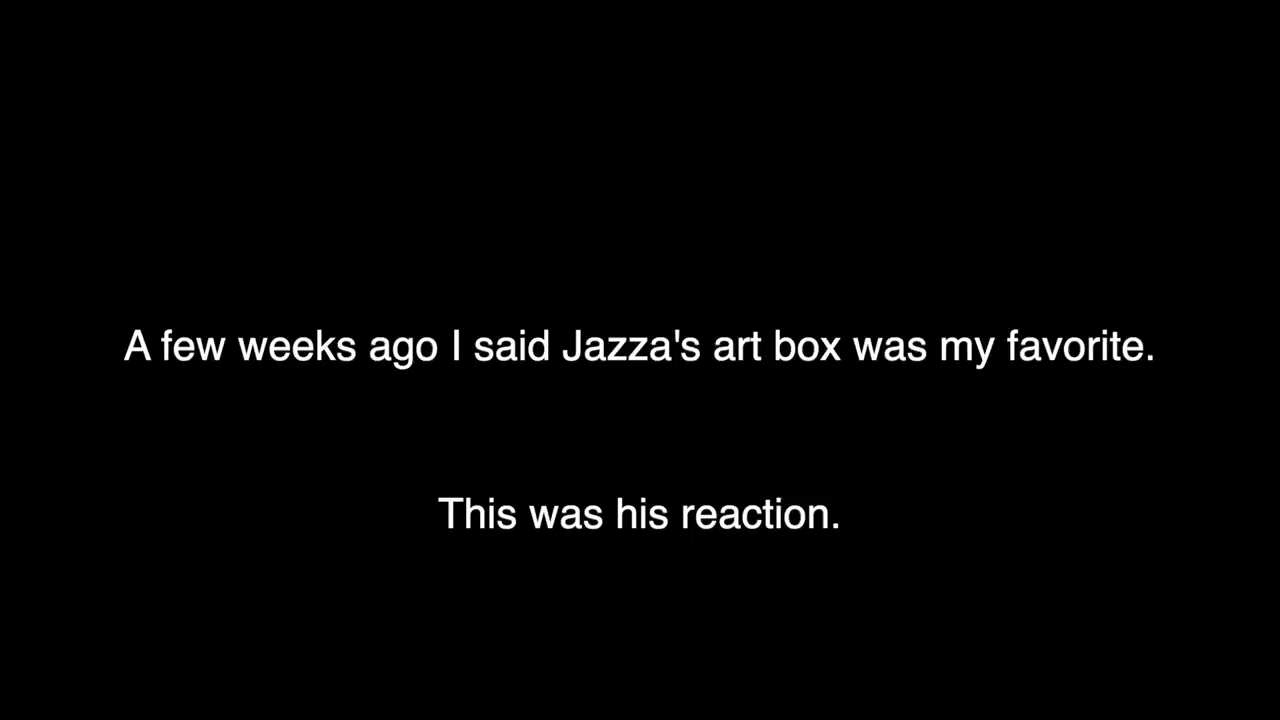 A few weeks ago I said Jazza's art box was my favorite.
This was his reaction.